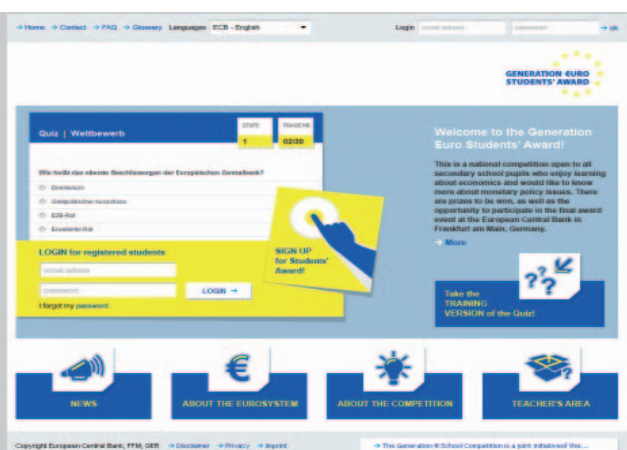 Home Contact FAQ Glossary Languages ECB - English Login email address password ok
GENERATION €URO
STUDENTS' AWARD
Quiz | Wettbewerb
STUFE
1
FRAGE NR.
02/30
Wie heißt das oberste Beschlussorgan der Europäischen Zentralbank?
Direktorium
Geldpolitischer Ausschuss
EZB-Rat
Erweiterter Rat
LOGIN for registered students
email address
password
LOGIN
I forgot my password.
SIGN UP
for Students'
Award!
Welcome to the Generation
Euro Students' Award!
This is a national competition open to all
secondary school pupils who enjoy learning
about economics and would like to know
more about monetary policy issues. There
are prizes to be won, as well as the
opportunity to participate in the final award
event at the European Central Bank in
Frankfurt am Main, Germany.
More
Take the
TRAINING
VERSION of the Quiz!
NEWS
ABOUT THE EUROSYSTEM
ABOUT THE COMPETITION
TEACHER'S AREA
Copyright European Central Bank, FFM, GER Disclaimer Privacy Imprint
The Generation € School Competition is a joint initiative of the...